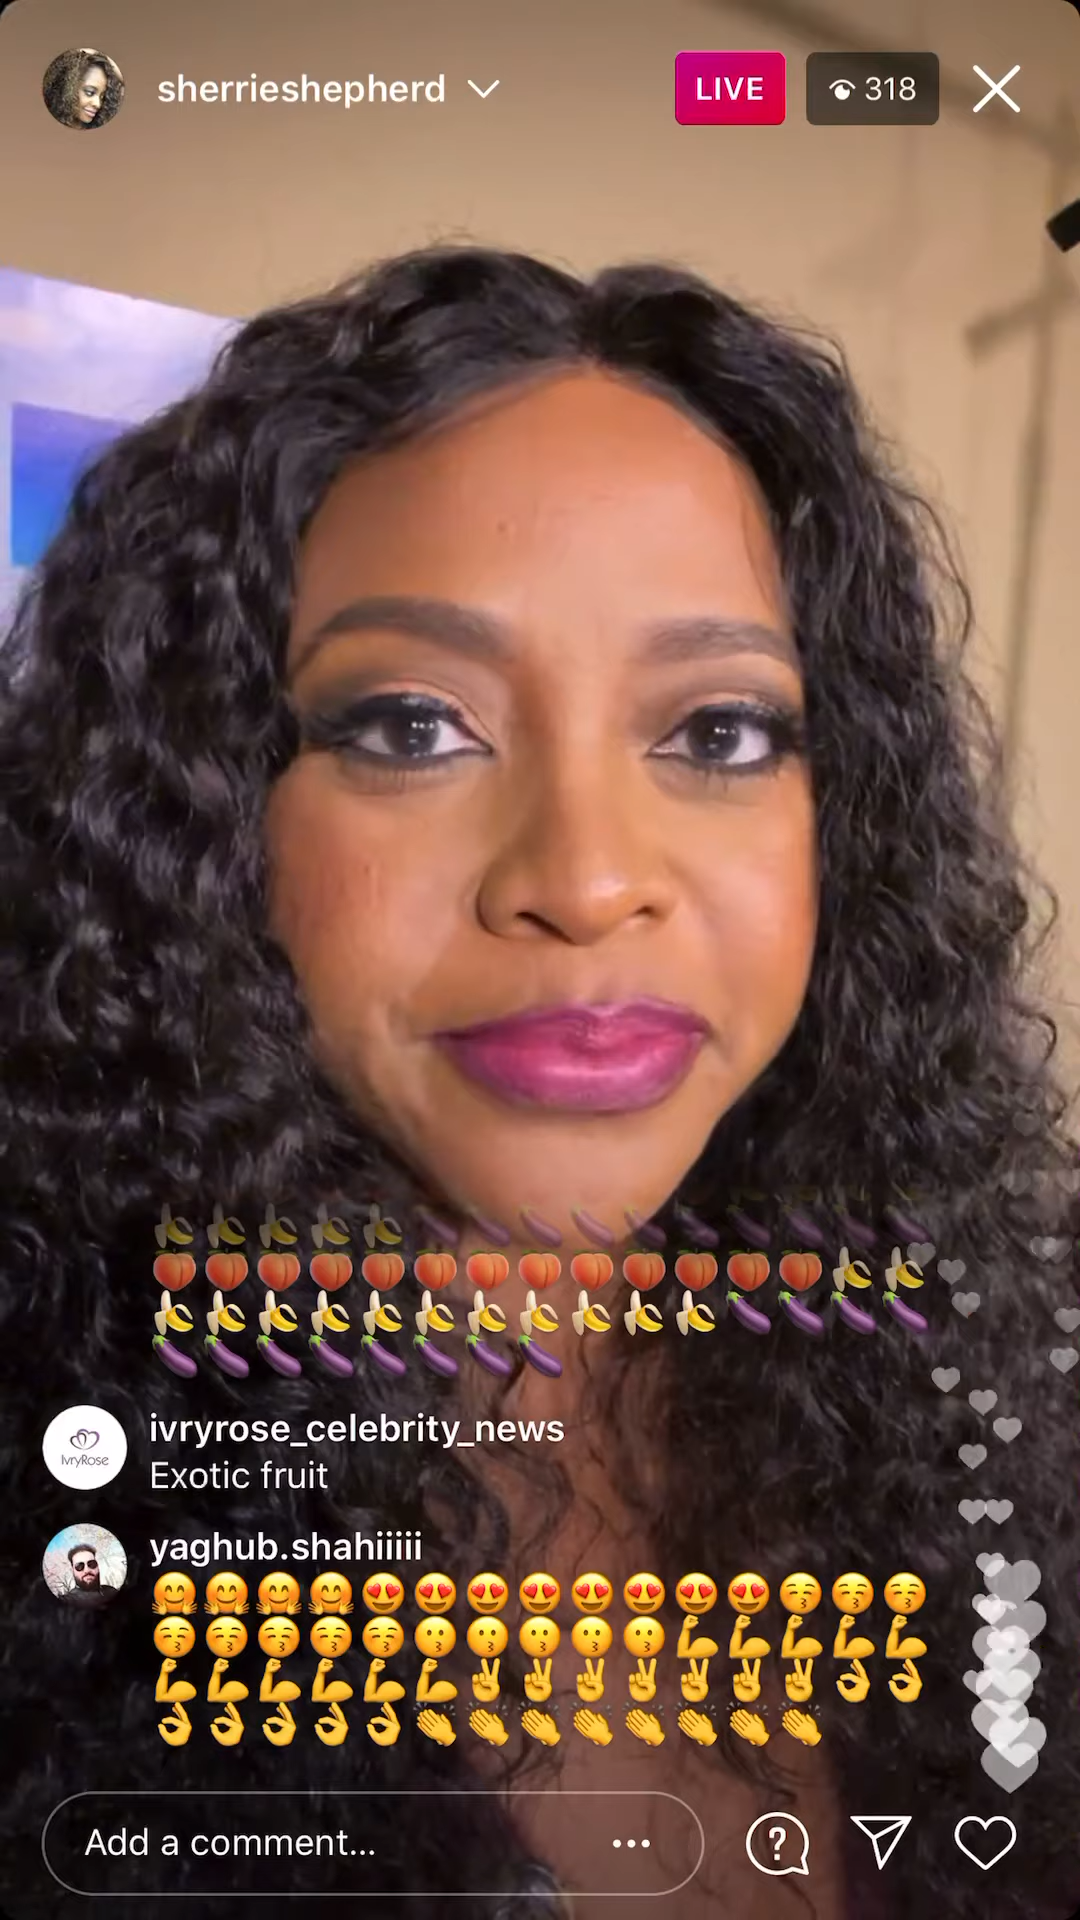 sherrieshepherd
LIVE
318
ivryrose_celebrity_news
IvryRose
Exotic fruit
yaghub.shahiiiii
Add a comment...